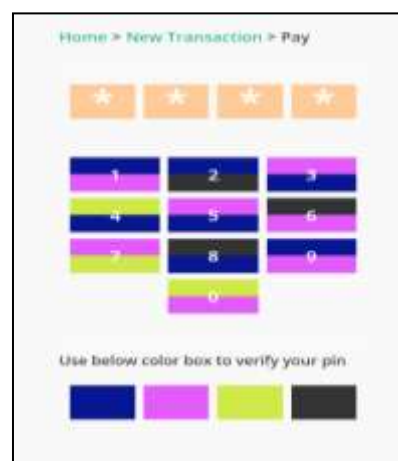 Home > New Transaction > Pay
* * * *
1 2 3
4 5 6
7 8 9
0
Use below color box to verify your pin